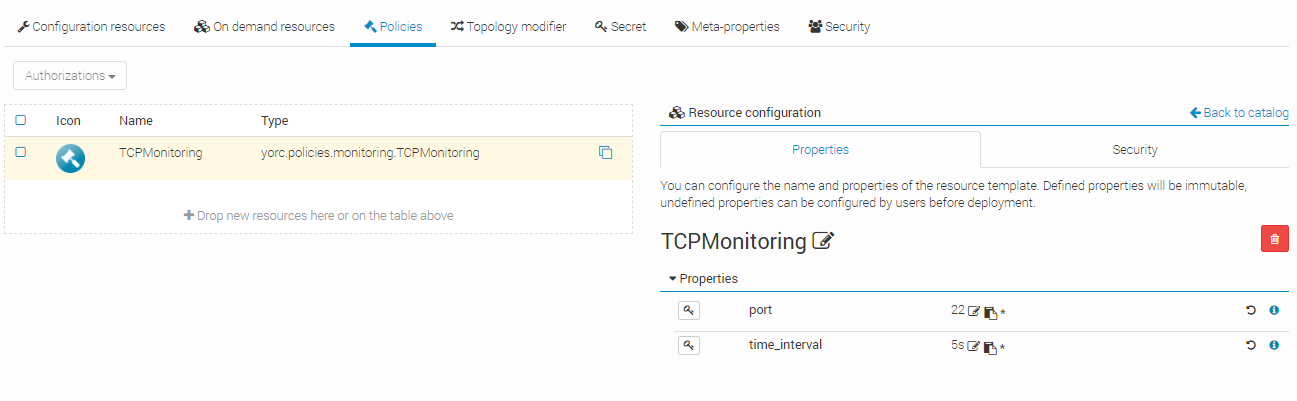 Configuration resources On demand resources Policies Topology modifier Secret Meta-properties Security
Authorizations
Icon Name Type
TCPMonitoring yorc.policies.monitoring.TCPMonitoring
Drop new resources here or on the table above
Resource configuration Back to catalog
Properties Security
You can configure the name and properties of the resource template. Defined properties will be immutable,
undefined properties can be configured by users before deployment.
TCPMonitoring
Properties
port 22 *
time_interval 5s *